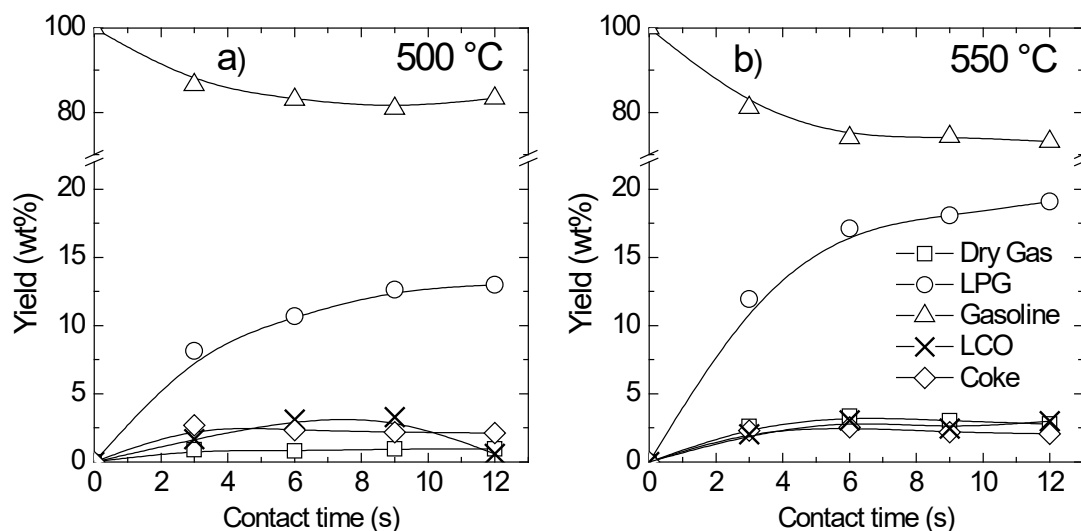 a) 500 °C
Yield (wt%)
100
80
20
15
10
5
0
0 2 4 6 8 10 12
Contact time (s)
b) 550 °C
Yield (wt%)
100
80
20
15
10
5
0
Dry Gas
LPG
Gasoline
LCO
Coke
0 2 4 6 8 10 12
Contact time (s)